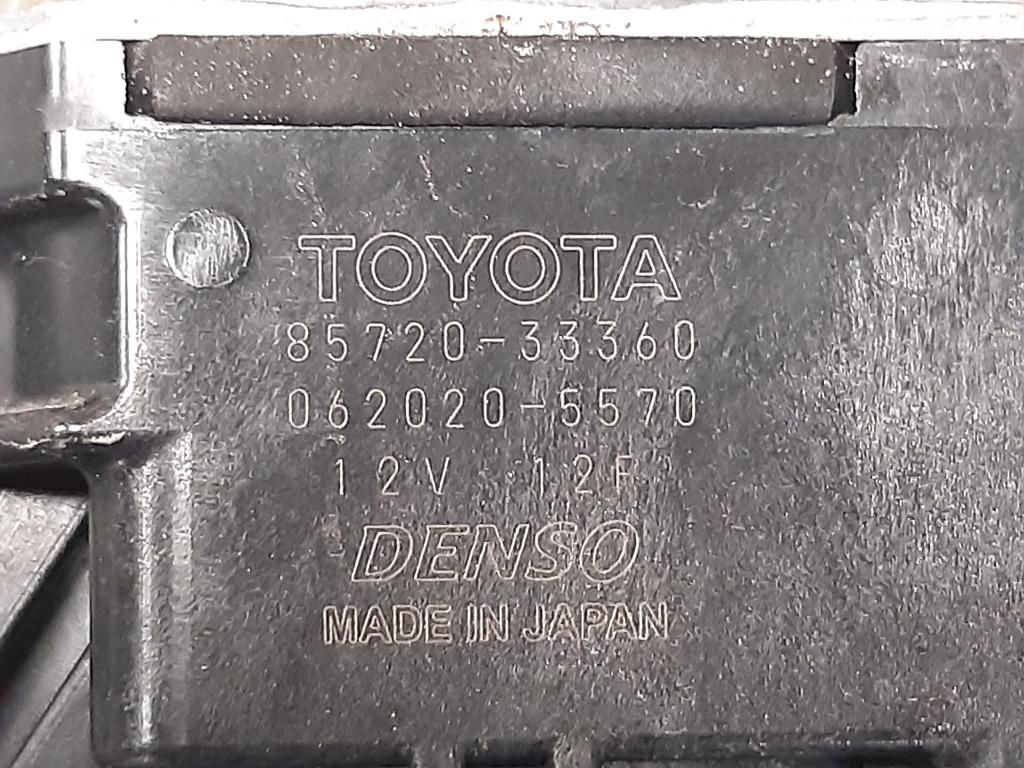 TOYOTA
85720-33360
062020-5570
12V 12F
DENSO
MADE IN JAPAN